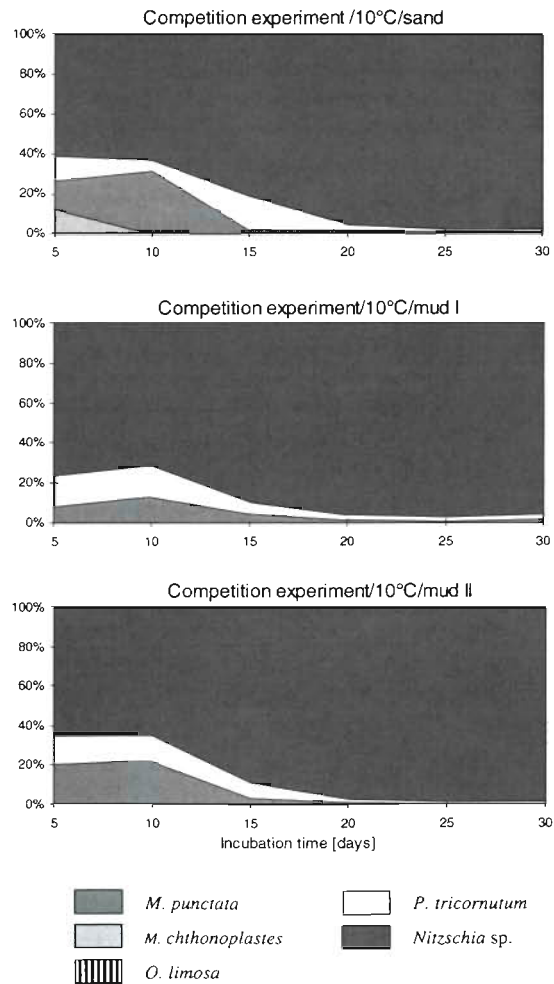 Competition experiment /10°C/sand
100%
80%
60%
40%
20%
0%
5 10 15 20 25 30
Competition experiment/10°C/mud I
100%
80%
60%
40%
20%
0%
5 10 15 20 25 30
Competition experiment/10°C/mud II
100%
80%
60%
40%
20%
0%
5 10 15 20 25 30
Incubation time [days]
M. punctata P. tricornutum
M. chthonoplastes Nitzschia sp.
O. limosa